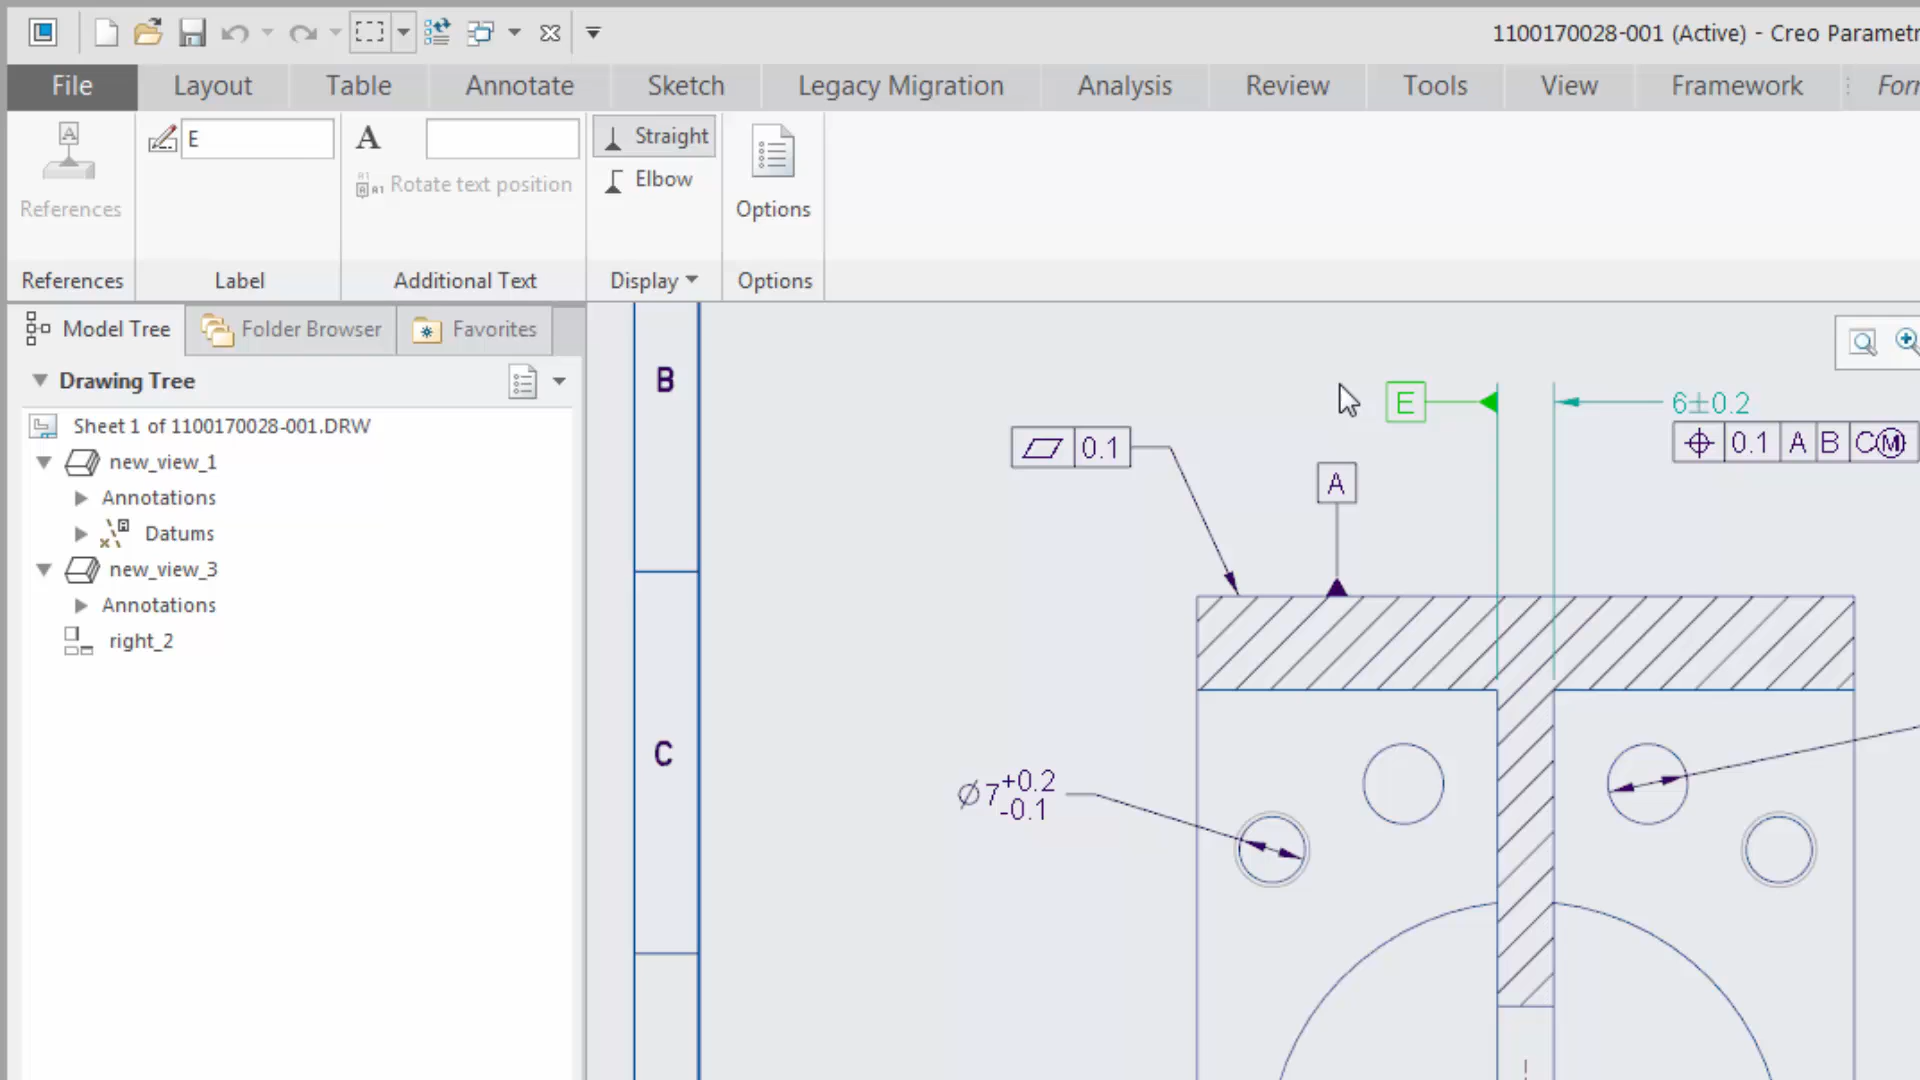 1100170028-001 (Active) - Creo Parametr
File
Layout
Table
Annotate
Sketch
Legacy Migration
Analysis
Review
Tools
View
Framework
For
A
References
E
A
Rotate text position
Straight
Elbow
Options
References
Label
Additional Text
Display
Options
Model Tree
Folder Browser
Favorites
Drawing Tree
Sheet 1 of 1100170028-001.DRW
new_view_1
Annotations
Datums
new_view_3
Annotations
right_2
B
C
E
6±0.2
⌖ 0.1 A B CⓂ
▱ 0.1
A
⌀7 +0.2
-0.1